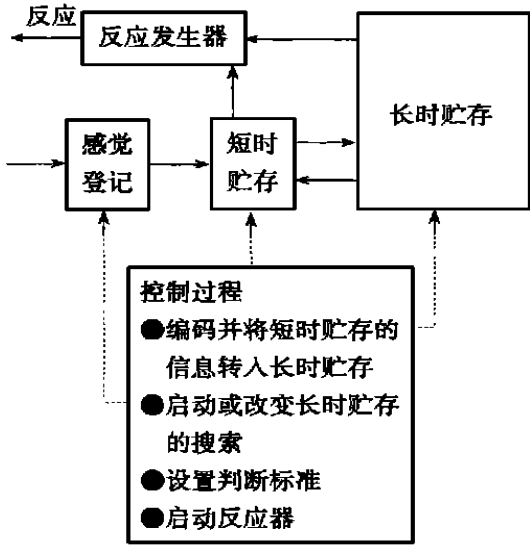 反应
反应发生器
长时贮存
感觉
登记
短时
贮存
控制过程
●编码并将短时贮存的
信息转入长时贮存
●启动或改变长时贮存
的搜索
●设置判断标准
●启动反应器